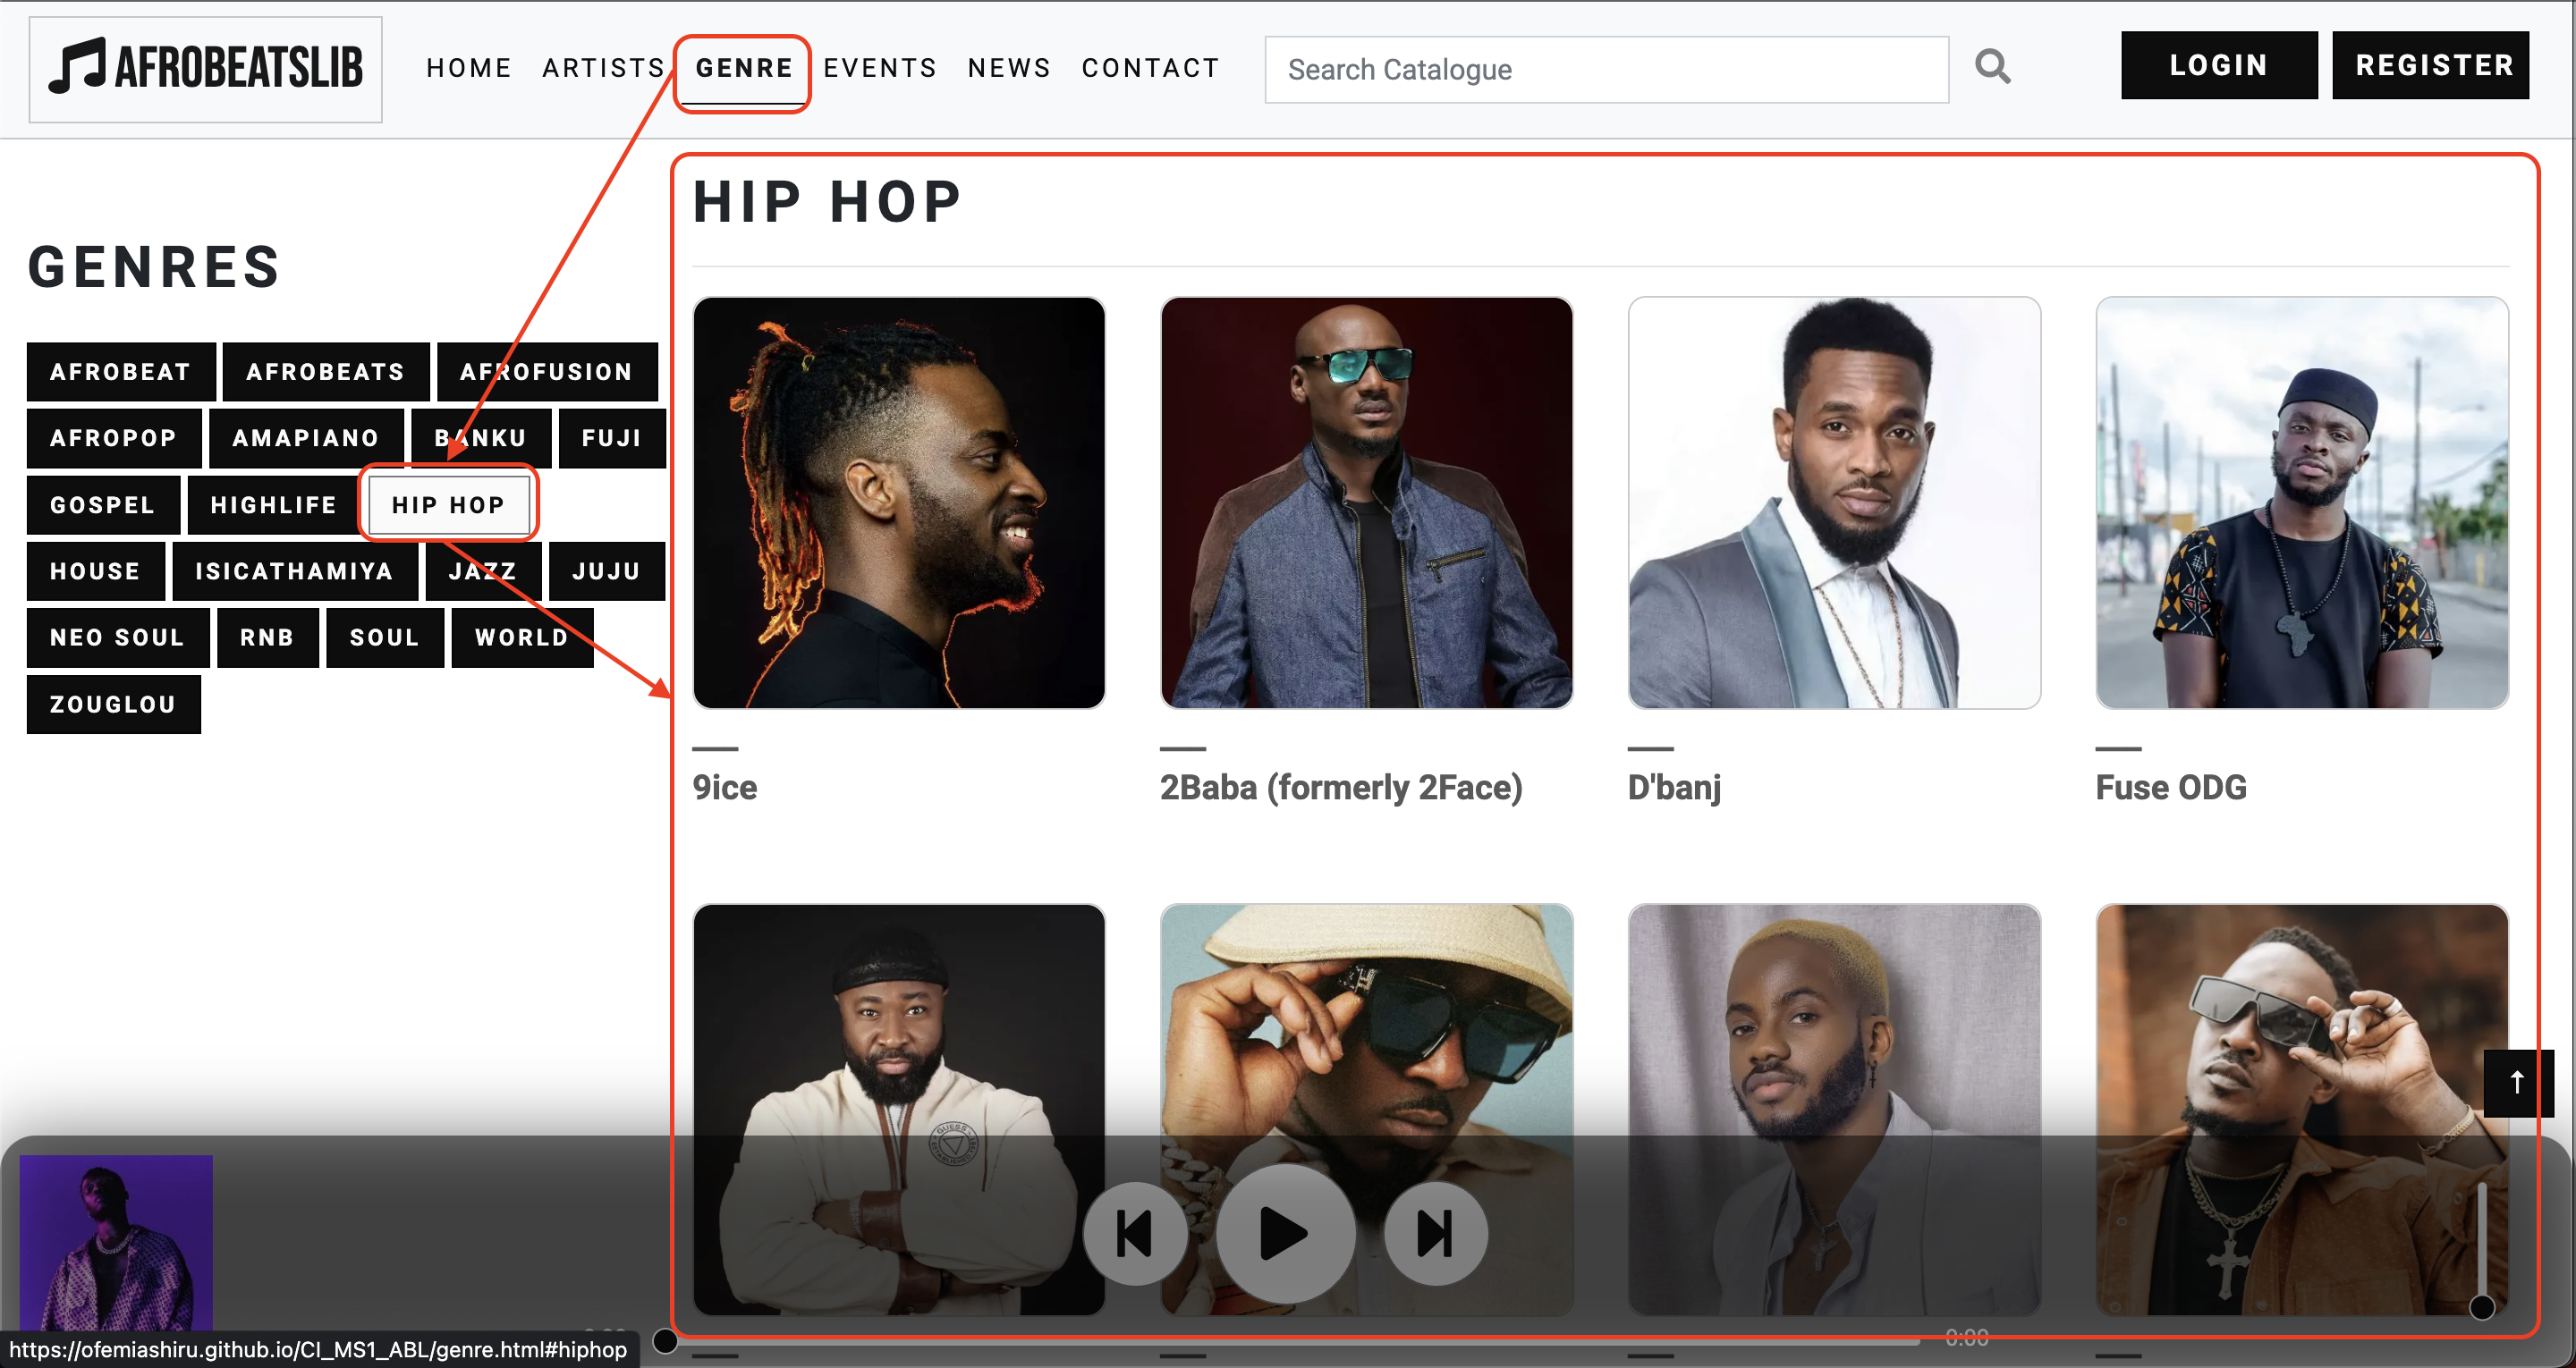 AFROBEATSLIB
HOME ARTISTS GENRE EVENTS NEWS CONTACT
Search Catalogue
LOGIN REGISTER
GENRES
AFROBEAT AFROBEATS AFROFUSION
AFROPOP AMAPIANO BANKU FUJI
GOSPEL HIGHLIFE HIP HOP
HOUSE ISICATHAMIYA JAZZ JUJU
NEO SOUL RNB SOUL WORLD
ZOUGLOU
HIP HOP
9ice
2Baba (formerly 2Face)
D'banj
Fuse ODG
GUESS
0:00
https://ofemiashiru.github.io/CI_MS1_ABL/genre.html#hiphop